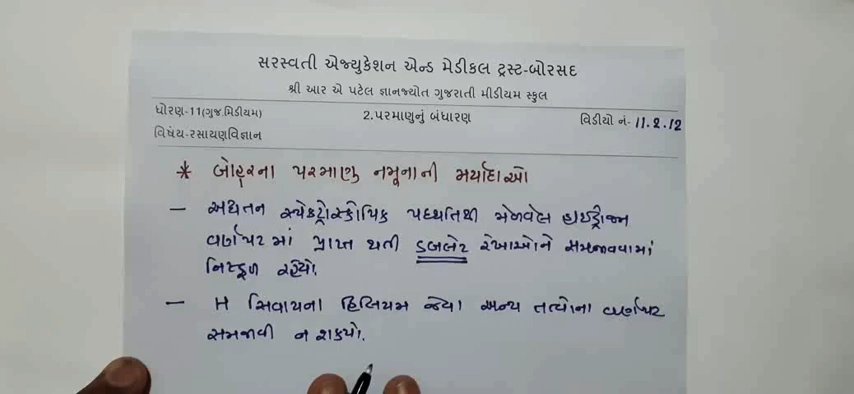 સરસ્વતી એજ્યુકેશન એન્ડ મેડીકલ ટ્રસ્ટ-બોરસદ
શ્રી આર એ પટેલ જ્ઞાનજ્યોત ગુજરાતી મીડીયમ સ્કુલ
ધોરણ-11(ગુજ.મિડીયમ) 2.પરમાણુનું બંધારણ વિડીયો નં- 11.2.12
વિષય-રસાયણવિજ્ઞાન
* બોહરના પરમાણુ નમૂનાની મર્યાદાઓ
- અદ્યતન સ્પેક્ટ્રોસ્કોપિક પધ્ધતિથી મેળવેલ હાઈડ્રોજન
વર્ણપટમાં પ્રાપ્ત થતી ડબલેટ રેખાઓને સમજાવવામાં
નિષ્ફળ રહ્યો.
- H સિવાયના હિલિયમ જેવા અન્ય તત્વોના વર્ણપટ
સમજાવી ન શક્યો.